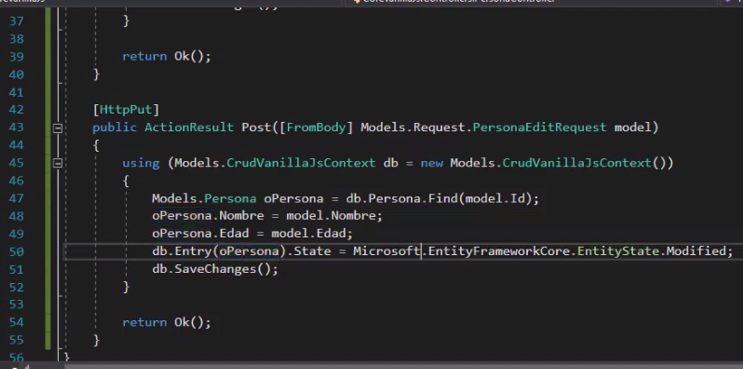 37 }
38
39 return Ok();
40 }
41
42 [HttpPut]
43 public ActionResult Post([FromBody] Models.Request.PersonaEditRequest model)
44 {
45 using (Models.CrudVanillaJsContext db = new Models.CrudVanillaJsContext())
46 {
47 Models.Persona oPersona = db.Persona.Find(model.Id);
48 oPersona.Nombre = model.Nombre;
49 oPersona.Edad = model.Edad;
50 db.Entry(oPersona).State = Microsoft.EntityFrameworkCore.EntityState.Modified;
51 db.SaveChanges();
52 }
53
54 return Ok();
55 }
56 }